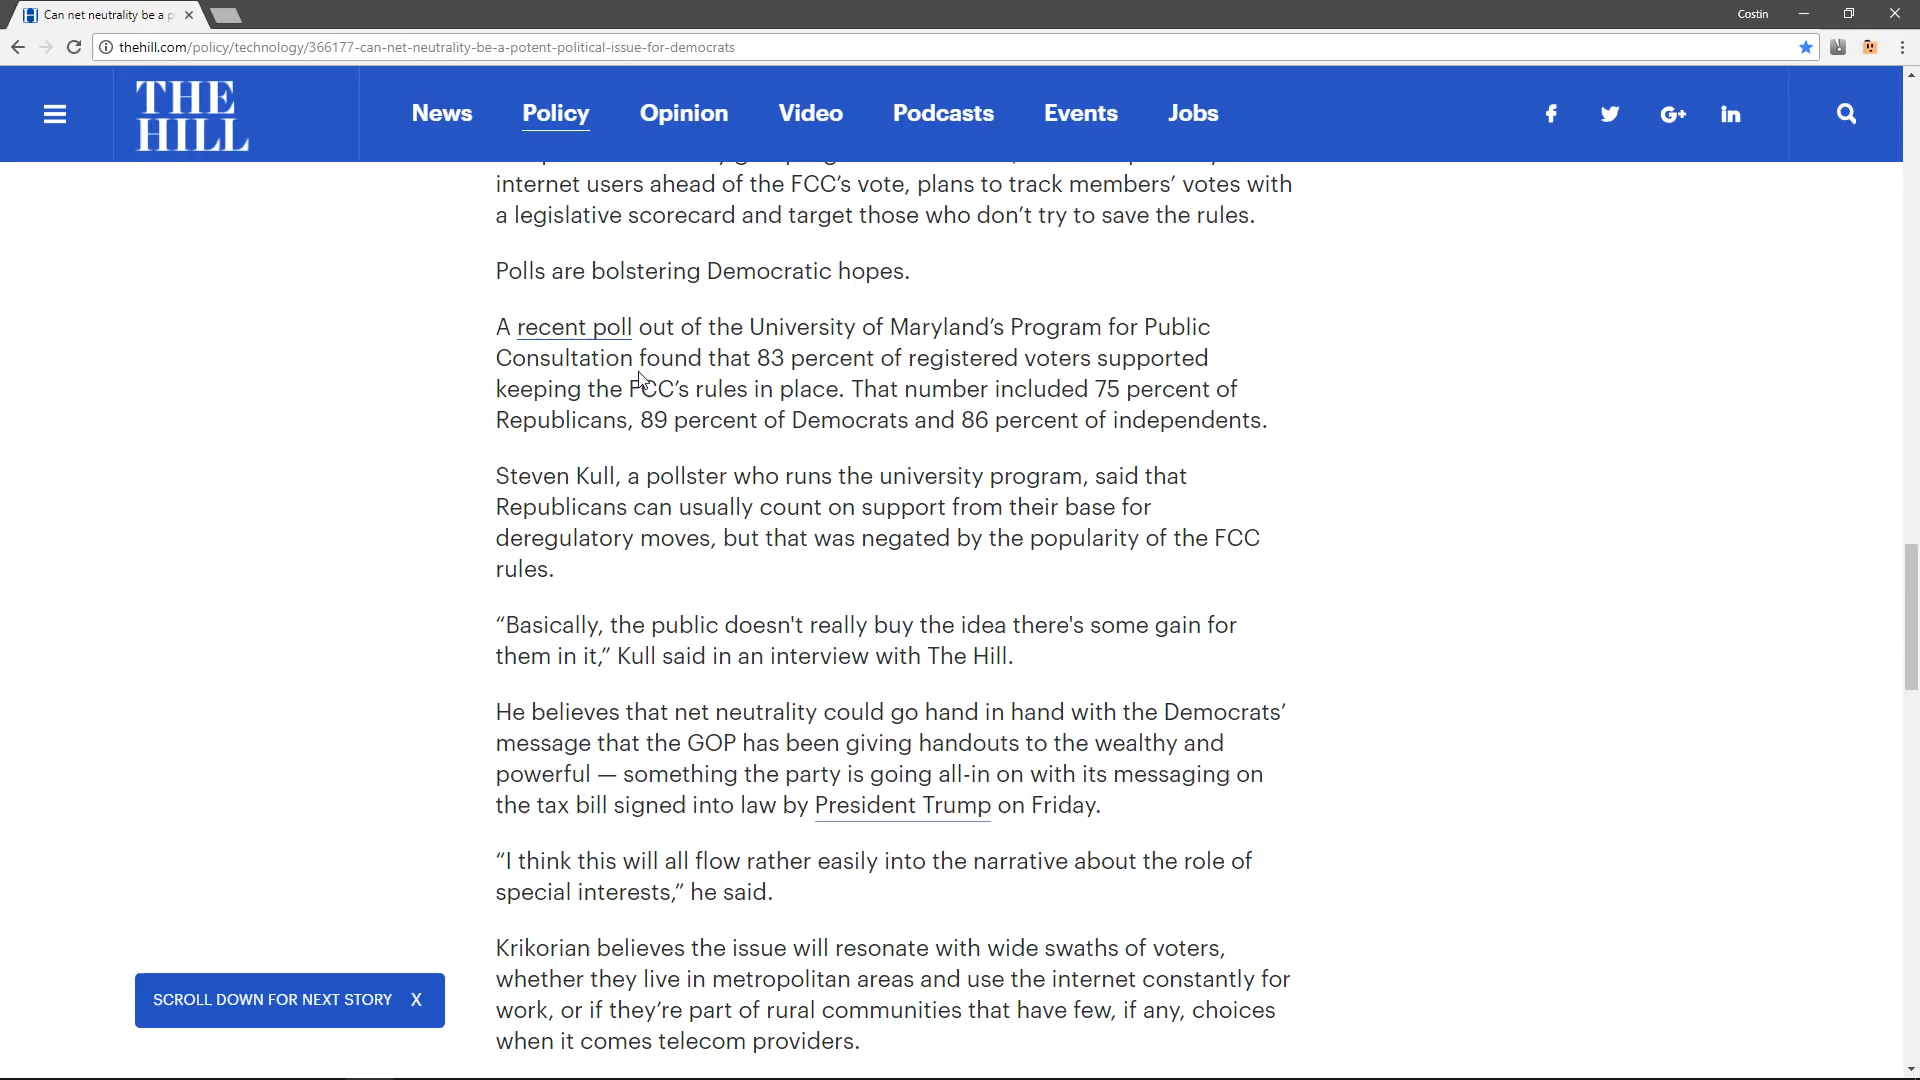 Can net neutrality be a p
Costin
thehill.com/policy/technology/366177-can-net-neutrality-be-a-potent-political-issue-for-democrats
THE
HILL
News Policy Opinion Video Podcasts Events Jobs
internet users ahead of the FCC’s vote, plans to track members’ votes with
a legislative scorecard and target those who don’t try to save the rules.
Polls are bolstering Democratic hopes.
A recent poll out of the University of Maryland’s Program for Public
Consultation found that 83 percent of registered voters supported
keeping the FCC’s rules in place. That number included 75 percent of
Republicans, 89 percent of Democrats and 86 percent of independents.
Steven Kull, a pollster who runs the university program, said that
Republicans can usually count on support from their base for
deregulatory moves, but that was negated by the popularity of the FCC
rules.
“Basically, the public doesn't really buy the idea there's some gain for
them in it,” Kull said in an interview with The Hill.
He believes that net neutrality could go hand in hand with the Democrats’
message that the GOP has been giving handouts to the wealthy and
powerful — something the party is going all-in on with its messaging on
the tax bill signed into law by President Trump on Friday.
“I think this will all flow rather easily into the narrative about the role of
special interests,” he said.
Krikorian believes the issue will resonate with wide swaths of voters,
whether they live in metropolitan areas and use the internet constantly for
work, or if they’re part of rural communities that have few, if any, choices
when it comes telecom providers.
SCROLL DOWN FOR NEXT STORY X